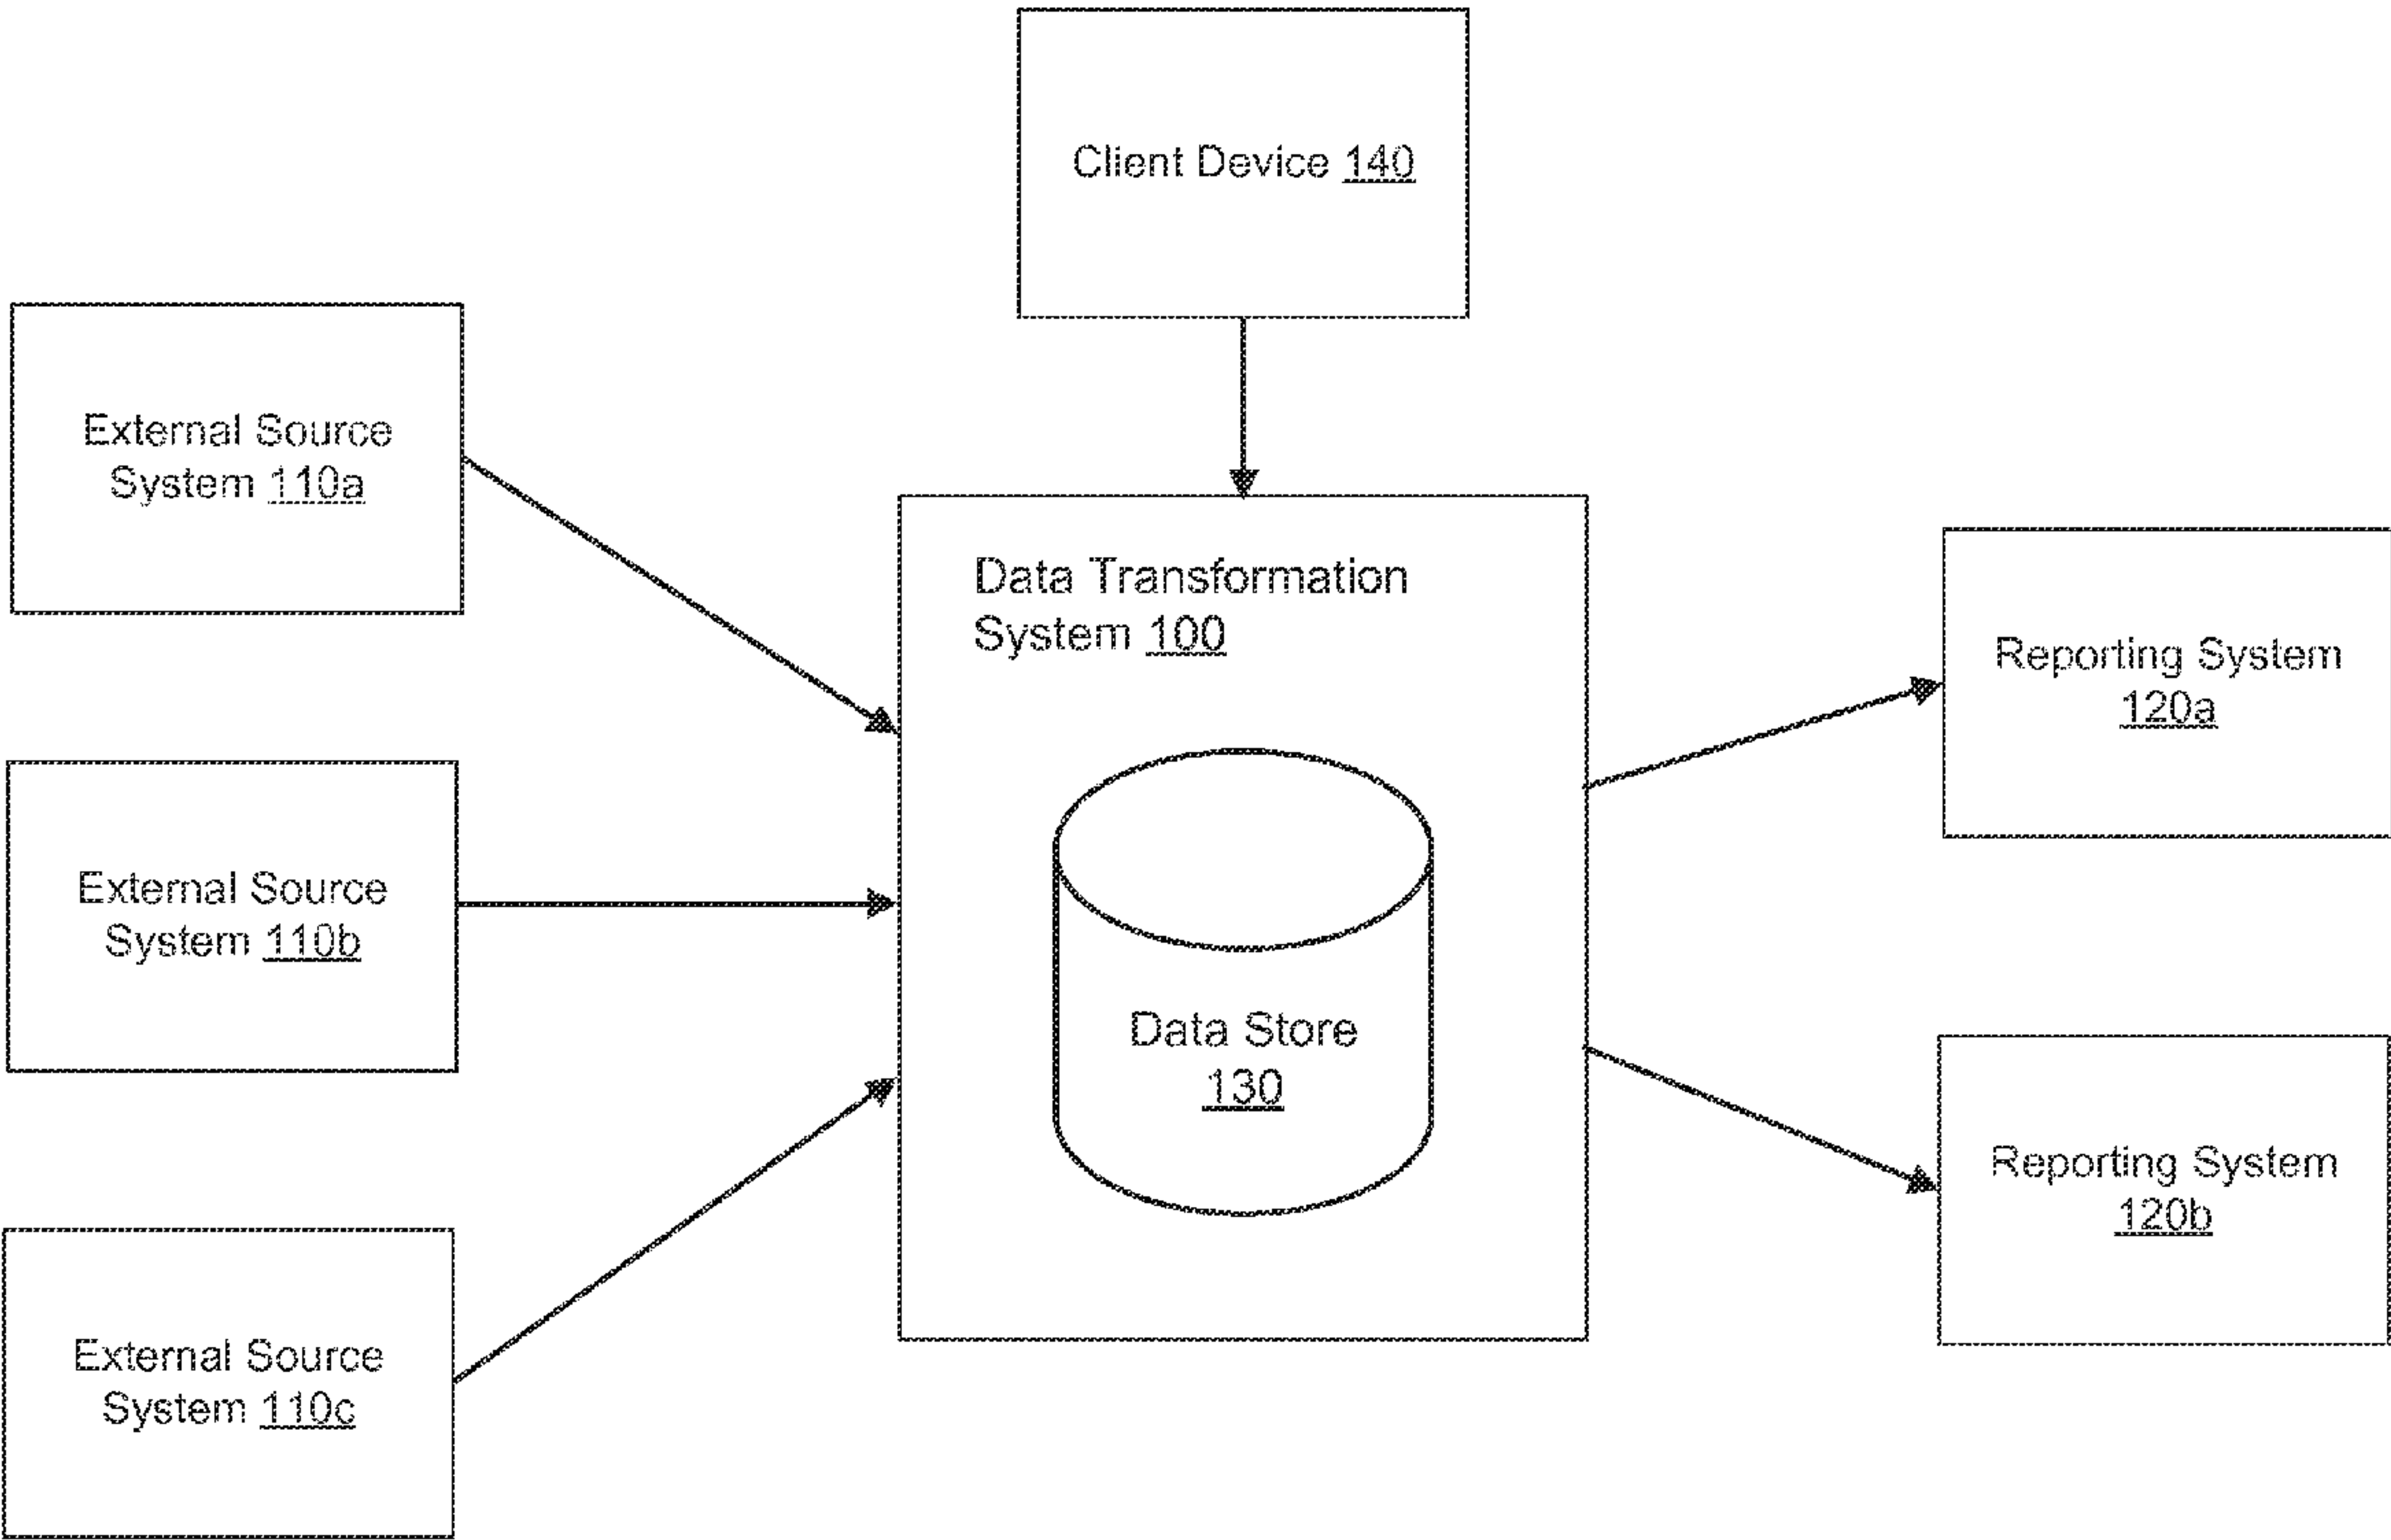 Client Device 140
External Source
System 110a
Data Transformation
System 100
Reporting System
120a
External Source
System 110b
Data Store
130
Reporting System
120b
External Source
System 110c